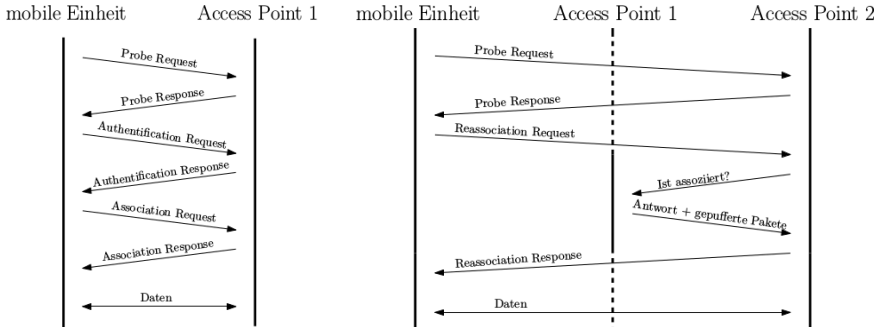 mobile Einheit
Access Point 1
Probe Request
Probe Response
Authentification Request
Authentification Response
Association Request
Association Response
Daten
mobile Einheit
Access Point 1
Access Point 2
Probe Request
Probe Response
Reassociation Request
Ist assoziiert?
Antwort + gepufferte Pakete
Reassociation Response
Daten